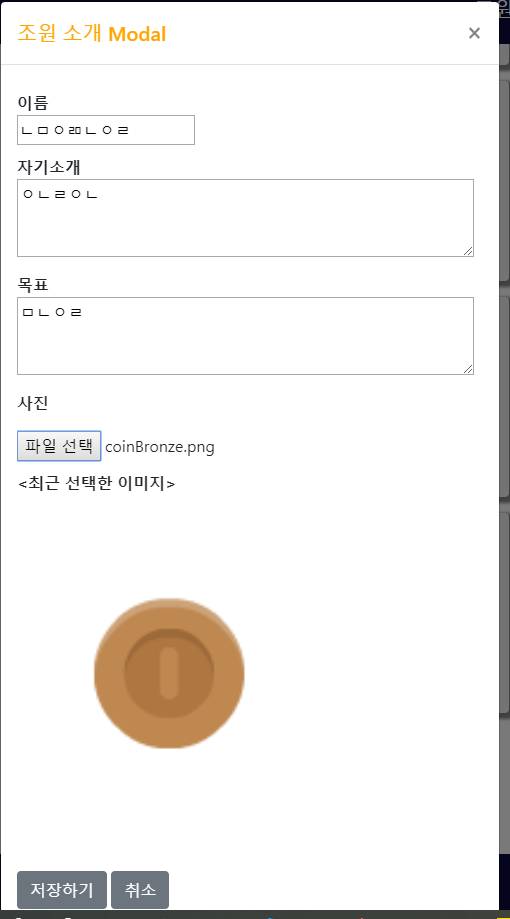 조원 소개 Modal
×
이름
ㄴㅁㅇㄻㄴㅇㄹ
자기소개
ㅇㄴㄹㅇㄴ
목표
ㅁㄴㅇㄹ
사진
파일 선택 coinBronze.png
<최근 선택한 이미지>
저장하기 취소